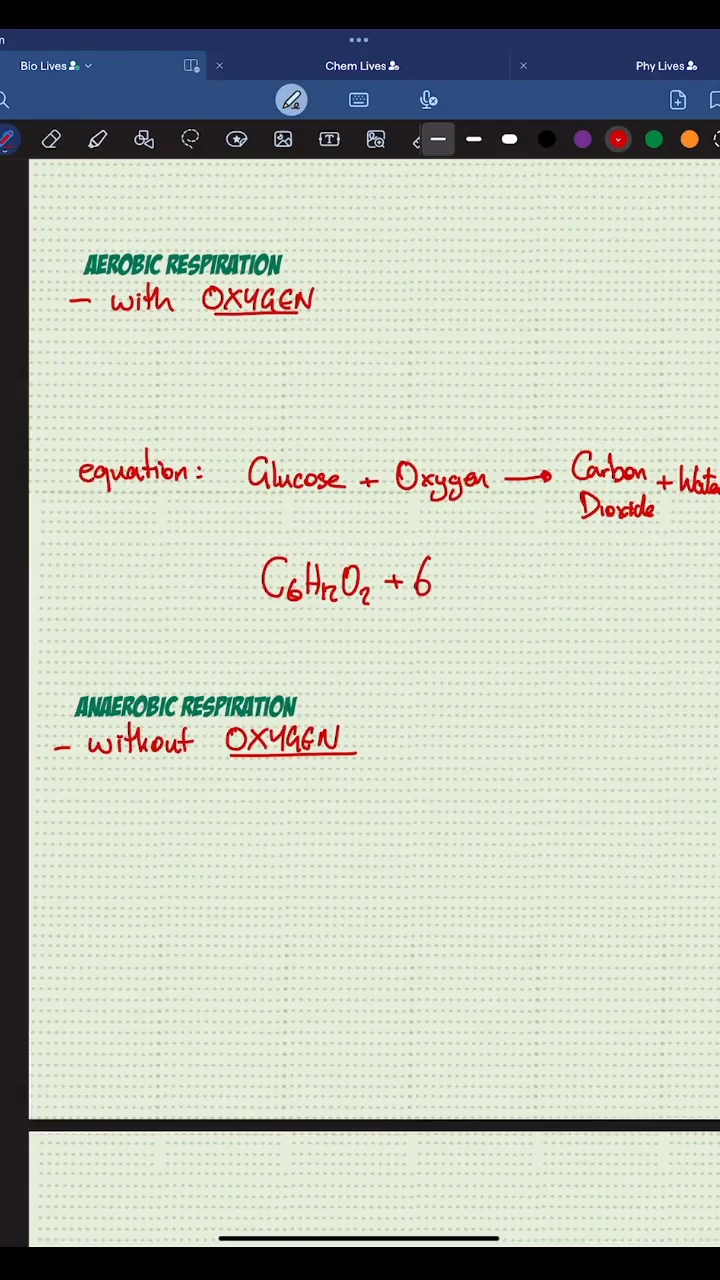 n
Bio Lives
Chem Lives
Phy Lives
AEROBIC RESPIRATION
- with OXYGEN
equation: Glucose + Oxygen → Carbon Dioxide + Wate
C₆H₁₂O₂ + 6
ANAEROBIC RESPIRATION
- without OXYGEN